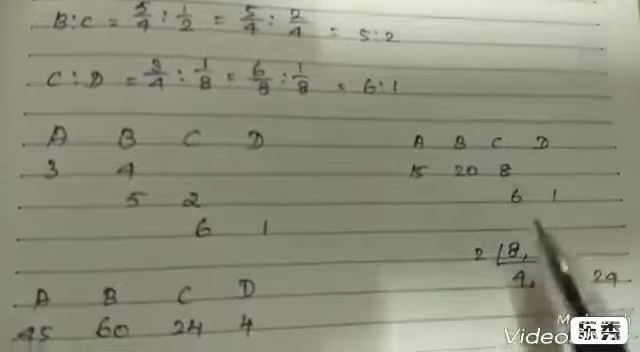 B:C = 5/4 : 1/2 = 5/4 : 2/4 = 5:2
C:D = 3/4 : 1/8 = 6/8 : 1/8 = 6:1
A B C D
3 4
5 2
6 1
A B C D
45 60 24 4
A B C D
15 20 8
6 1
2 | 8,
4,
24
Video